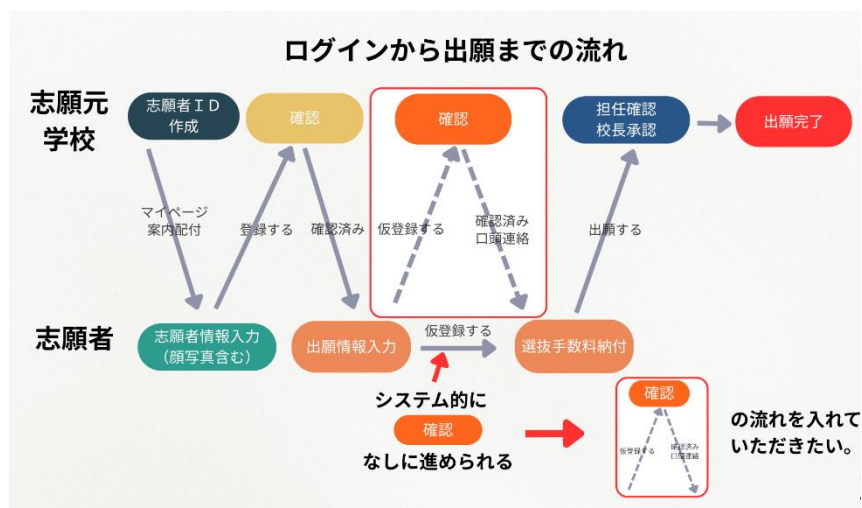 ログインから出願までの流れ
志願元
学校
志願者ＩＤ
作成
確認
確認
担任確認
校長承認
出願完了
マイページ
案内配付
登録する
確認済み
仮登録する
確認済み
口頭連絡
出願する
志願者
志願者情報入力
（顔写真含む）
出願情報入力
仮登録する
選抜手数料納付
システム的に
確認
なしに進められる
確認
仮登録する
確認済み
口頭連絡
の流れを入れて
いただきたい。